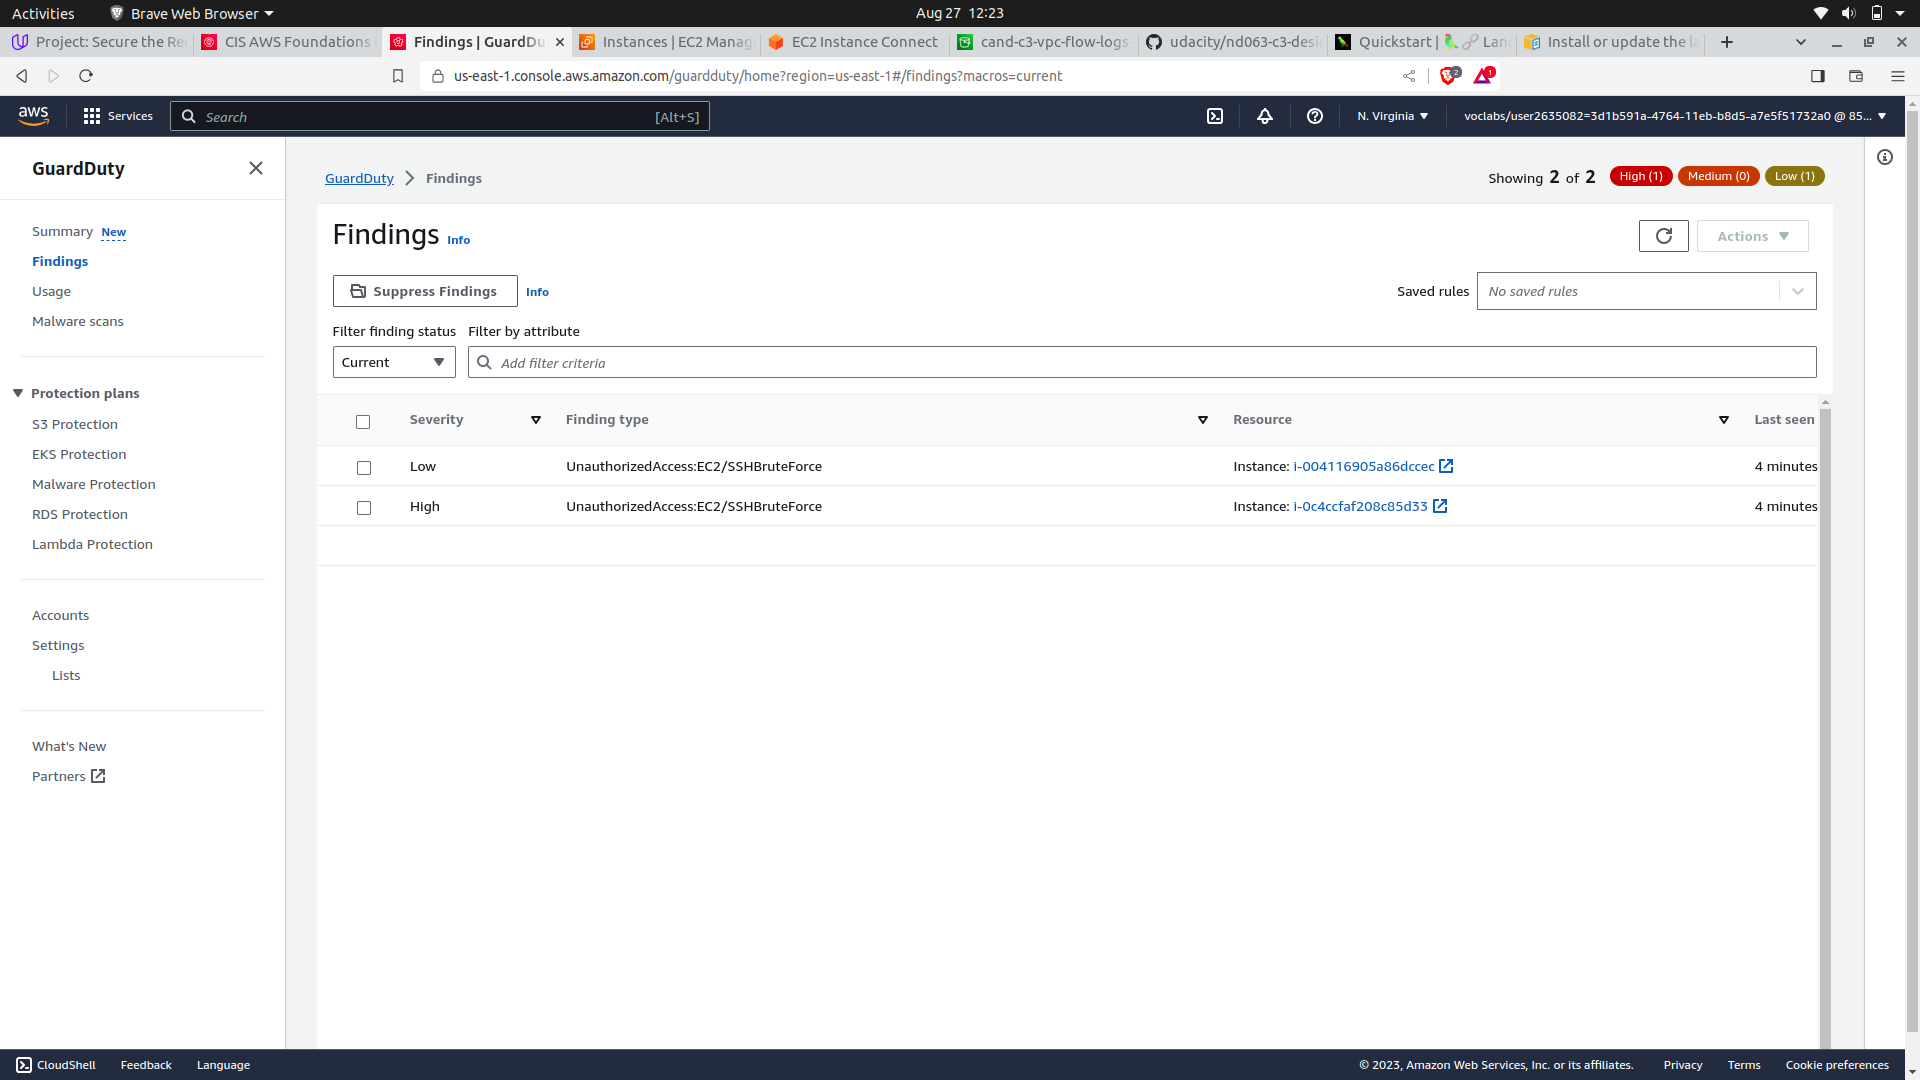 Activities
Brave Web Browser
Aug 27 12:23
Project: Secure the Re
CIS AWS Foundations
Findings | GuardDu
Instances | EC2 Manag
EC2 Instance Connect
cand-c3-vpc-flow-logs-
udacity/nd063-c3-desi
Quickstart | 🦜🔗 Lan
Install or update the la
us-east-1.console.aws.amazon.com/guardduty/home?region=us-east-1#/findings?macros=current
2
1
aws
Services
Search
[Alt+S]
N. Virginia
voclabs/user2635082=3d1b591a-4764-11eb-b8d5-a7e5f51732a0 @ 85...
GuardDuty
Summary New
Findings
Usage
Malware scans
Protection plans
S3 Protection
EKS Protection
Malware Protection
RDS Protection
Lambda Protection
Accounts
Settings
Lists
What's New
Partners
GuardDuty
Findings
Showing 2 of 2
High (1)
Medium (0)
Low (1)
Findings Info
Actions
Suppress Findings
Info
Saved rules
No saved rules
Filter finding status
Filter by attribute
Current
Add filter criteria
Severity
Finding type
Resource
Last seen
Low
UnauthorizedAccess:EC2/SSHBruteForce
Instance: i-004116905a86dccec
4 minutes
High
UnauthorizedAccess:EC2/SSHBruteForce
Instance: i-0c4ccfaf208c85d33
4 minutes
CloudShell
Feedback
Language
© 2023, Amazon Web Services, Inc. or its affiliates.
Privacy
Terms
Cookie preferences